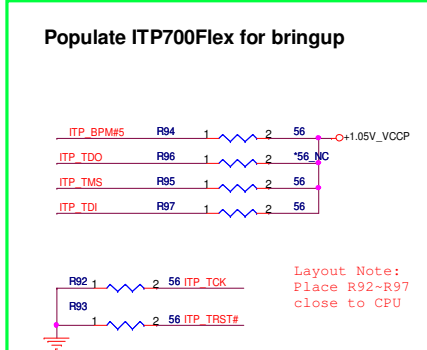 Populate ITP700Flex for bringup
ITP_BPM#5 R94 1 2 56 +1.05V_VCCP
ITP_TDO R96 1 2 *56_NC
ITP_TMS R95 1 2 56
ITP_TDI R97 1 2 56
R92 1 2 56 ITP_TCK
R93
1 2 56 ITP_TRST#
Layout Note:
Place R92~R97
close to CPU